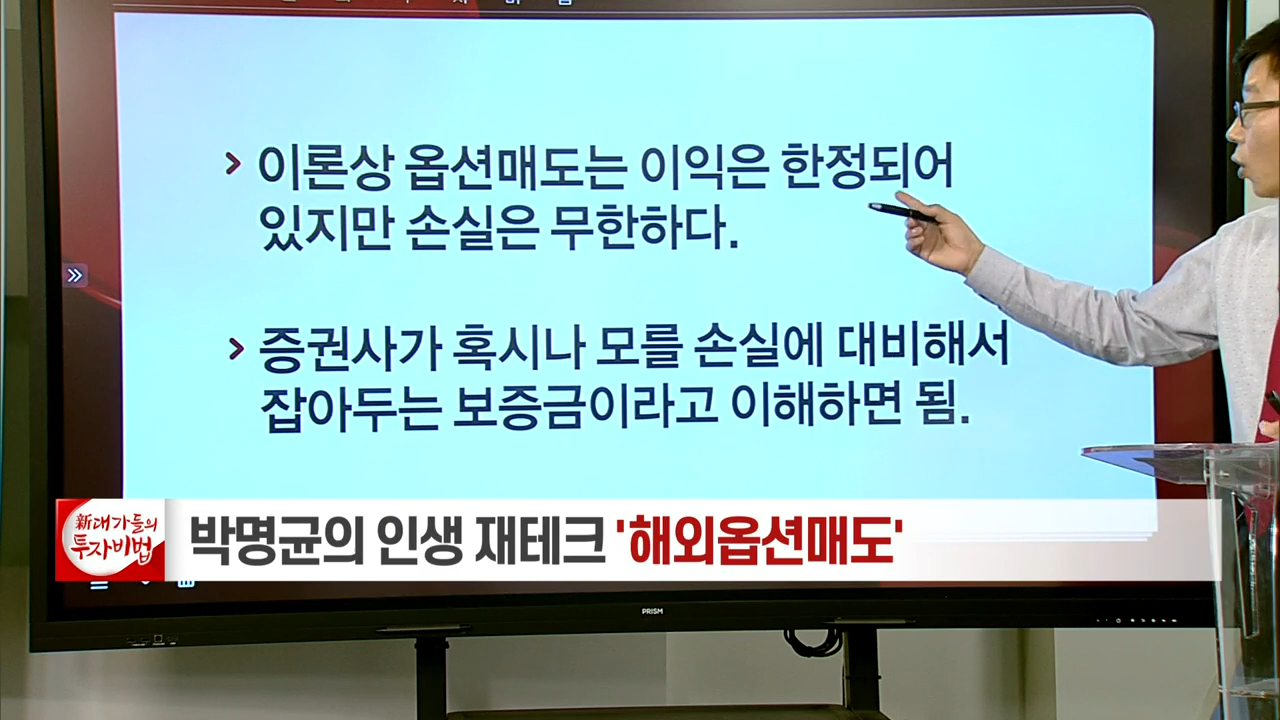 이론상 옵션매도는 이익은 한정되어
있지만 손실은 무한하다.
증권사가 혹시나 모를 손실에 대비해서
잡아두는 보증금이라고 이해하면 됨.
新대가들의
투자비법
박명균의 인생 재테크 '해외옵션매도'
PRISM